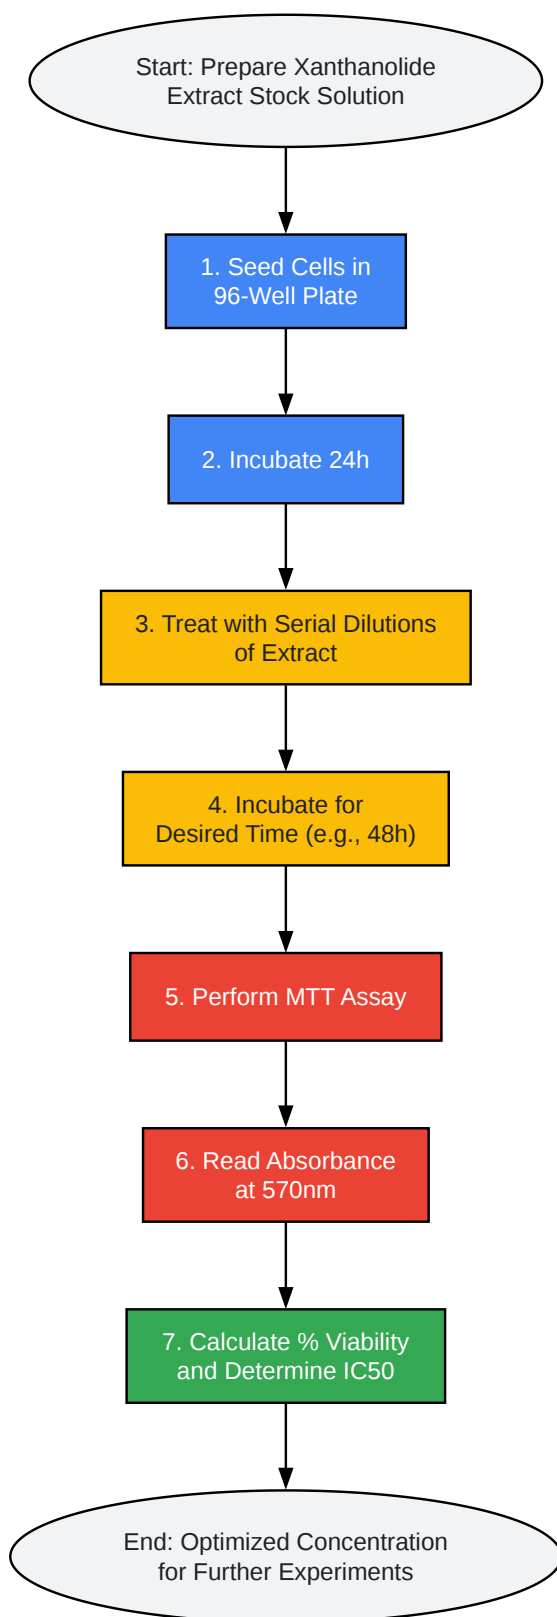 Start: Prepare Xanthanolide
Extract Stock Solution
1. Seed Cells in
96-Well Plate
2. Incubate 24h
3. Treat with Serial Dilutions
of Extract
4. Incubate for
Desired Time (e.g., 48h)
5. Perform MTT Assay
6. Read Absorbance
at 570nm
7. Calculate % Viability
and Determine IC50
End: Optimized Concentration
for Further Experiments